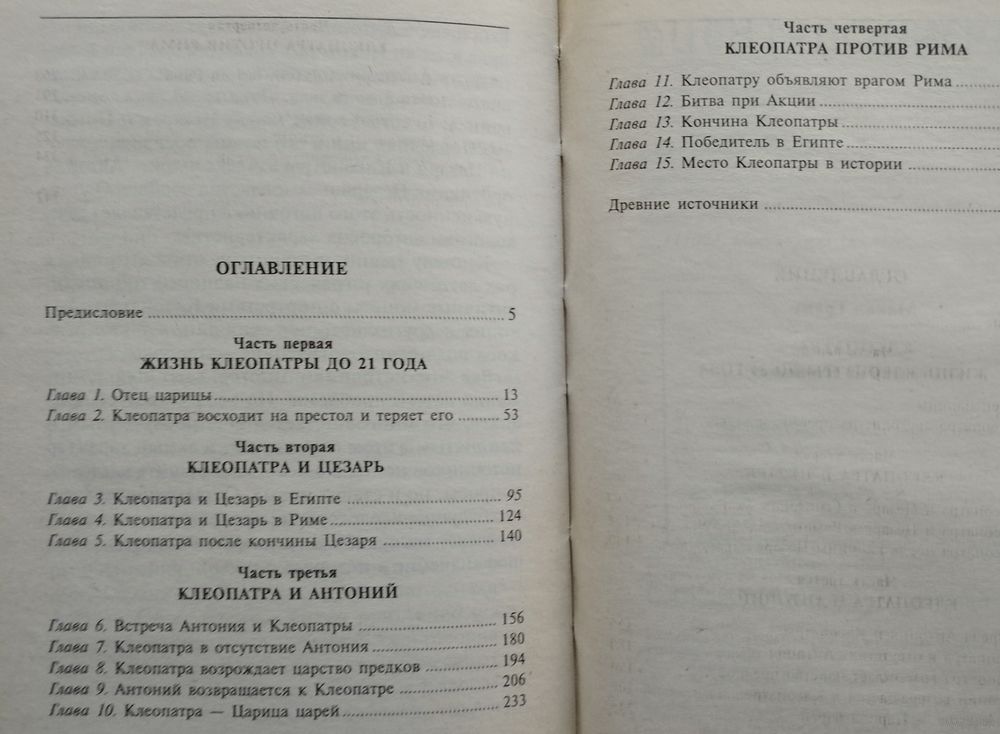 ОГЛАВЛЕНИЕ
Предисловие ........ 5
Часть первая
ЖИЗНЬ КЛЕОПАТРЫ ДО 21 ГОДА
Глава 1. Отец царицы ........ 13
Глава 2. Клеопатра восходит на престол и теряет его ........ 53
Часть вторая
КЛЕОПАТРА И ЦЕЗАРЬ
Глава 3. Клеопатра и Цезарь в Египте ........ 95
Глава 4. Клеопатра и Цезарь в Риме ........ 124
Глава 5. Клеопатра после кончины Цезаря ........ 140
Часть третья
КЛЕОПАТРА И АНТОНИЙ
Глава 6. Встреча Антония и Клеопатры ........ 156
Глава 7. Клеопатра в отсутствие Антония ........ 180
Глава 8. Клеопатра возрождает царство предков ........ 194
Глава 9. Антоний возвращается к Клеопатре ........ 206
Глава 10. Клеопатра — Царица царей ........ 233
Часть четвертая
КЛЕОПАТРА ПРОТИВ РИМА
Глава 11. Клеопатру объявляют врагом Рима ........
Глава 12. Битва при Акции ........
Глава 13. Кончина Клеопатры ........
Глава 14. Победитель в Египте ........
Глава 15. Место Клеопатры в истории ........
Древние источники ........